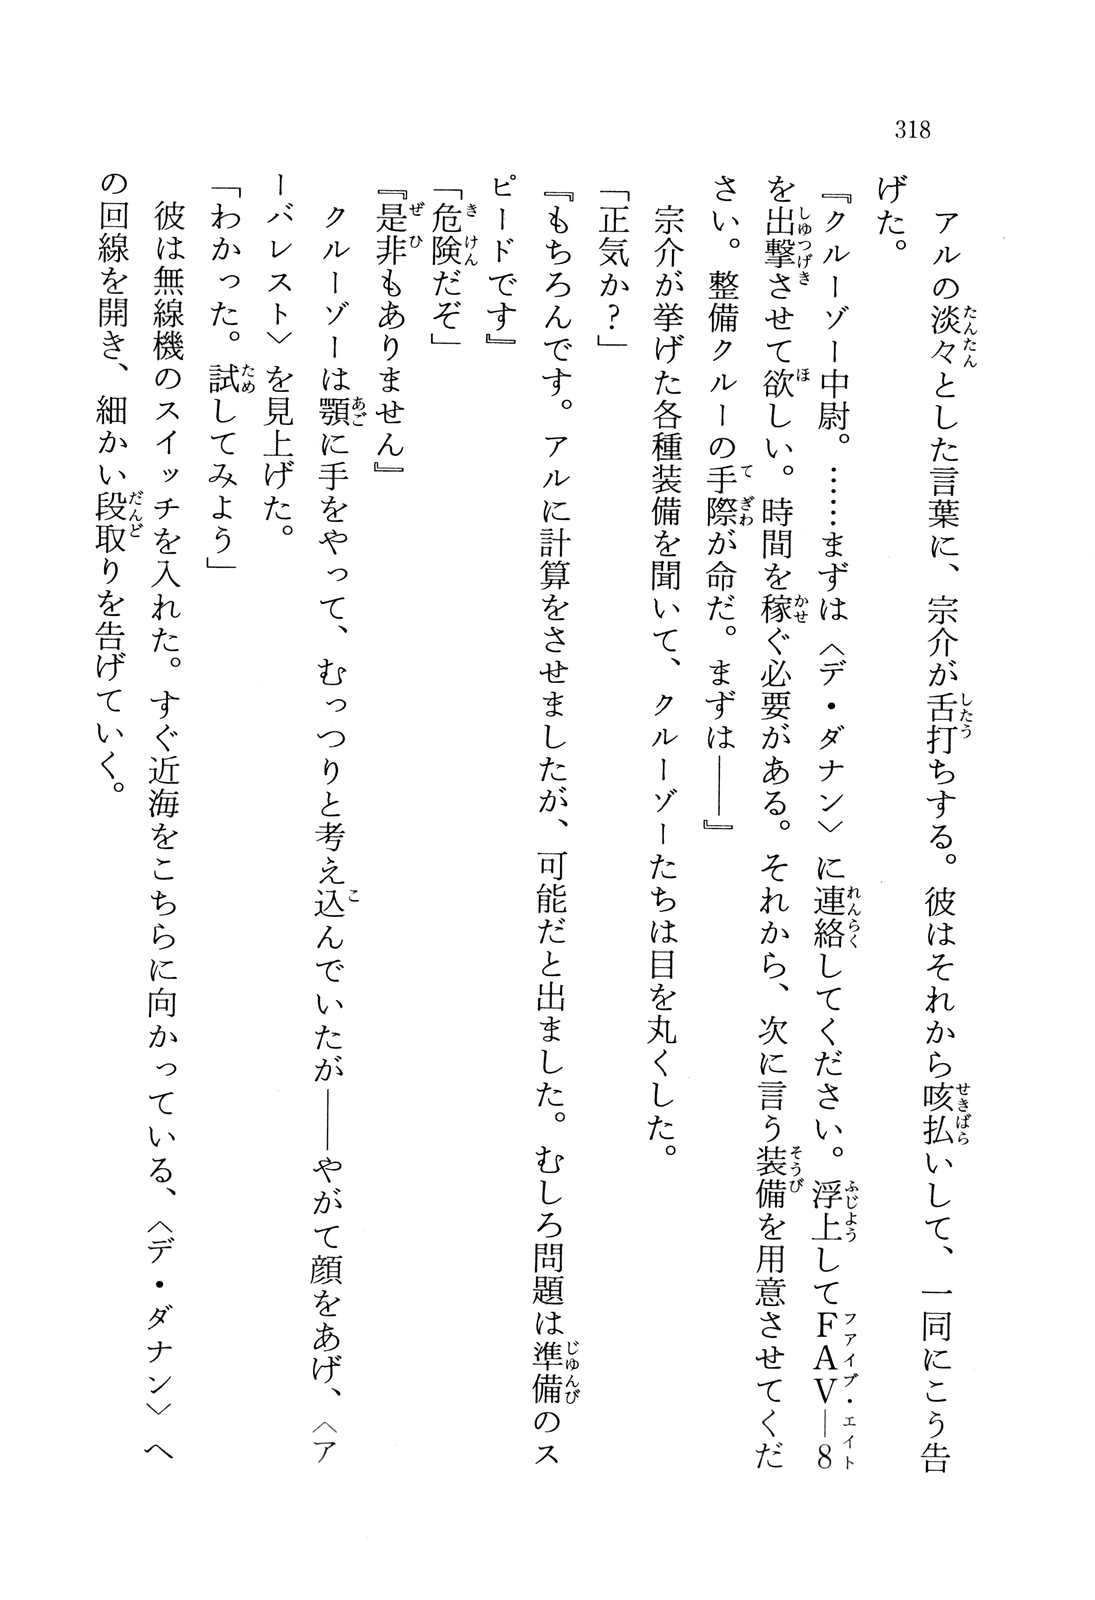 318
アルの淡々とした言葉に、宗介が舌打ちする。彼はそれから咳払いして、一同にこう告
げた。
『クルーゾー中尉。……まずは〈デ・ダナン〉に連絡してください。浮上してFAV―8
を出撃させて欲しい。時間を稼ぐ必要がある。それから、次に言う装備を用意させてくだ
さい。整備クルーの手際が命だ。まずは――』
宗介が挙げた各種装備を聞いて、クルーゾーたちは目を丸くした。
「正気か?」
『もちろんです。アルに計算をさせましたが、可能だと出ました。むしろ問題は準備のス
ピードです』
「危険だぞ」
『是非もありません』
クルーゾーは顎に手をやって、むっつりと考え込んでいたが――やがて顔をあげ、〈ア
ーバレスト〉を見上げた。
「わかった。試してみよう」
彼は無線機のスイッチを入れた。すぐ近海をこちらに向かっている、〈デ・ダナン〉へ
の回線を開き、細かい段取りを告げていく。